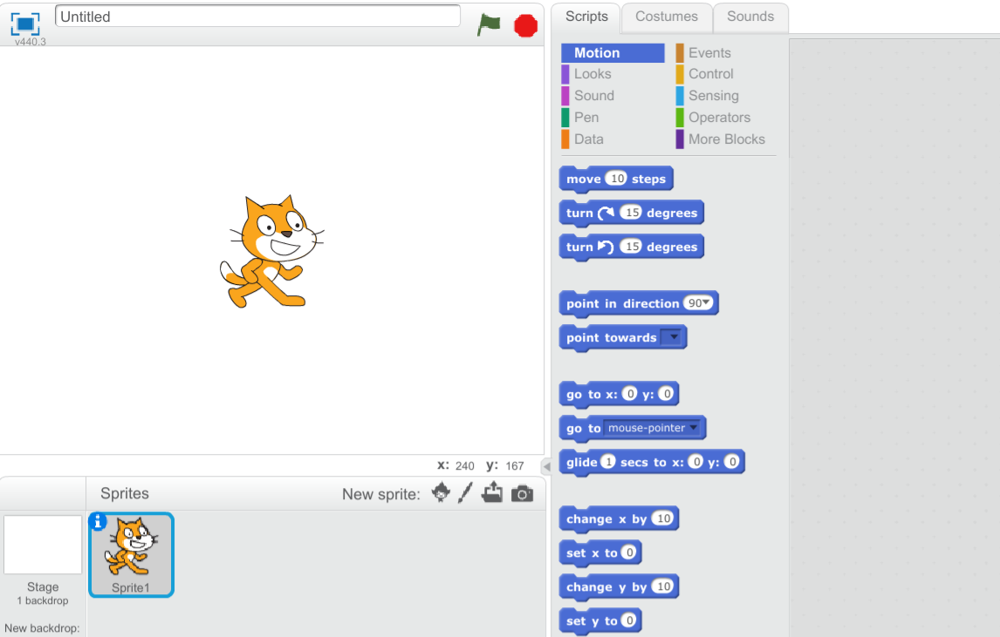 Untitled
v440.3
x: 240 y: 167
Sprites
New sprite:
Sprite1
Stage
1 backdrop
New backdrop:
Scripts
Costumes
Sounds
Motion
Looks
Sound
Pen
Data
Events
Control
Sensing
Operators
More Blocks
move 10 steps
turn 15 degrees
turn 15 degrees
point in direction 90
point towards
go to x: 0 y: 0
go to mouse-pointer
glide 1 secs to x: 0 y: 0
change x by 10
set x to 0
change y by 10
set y to 0